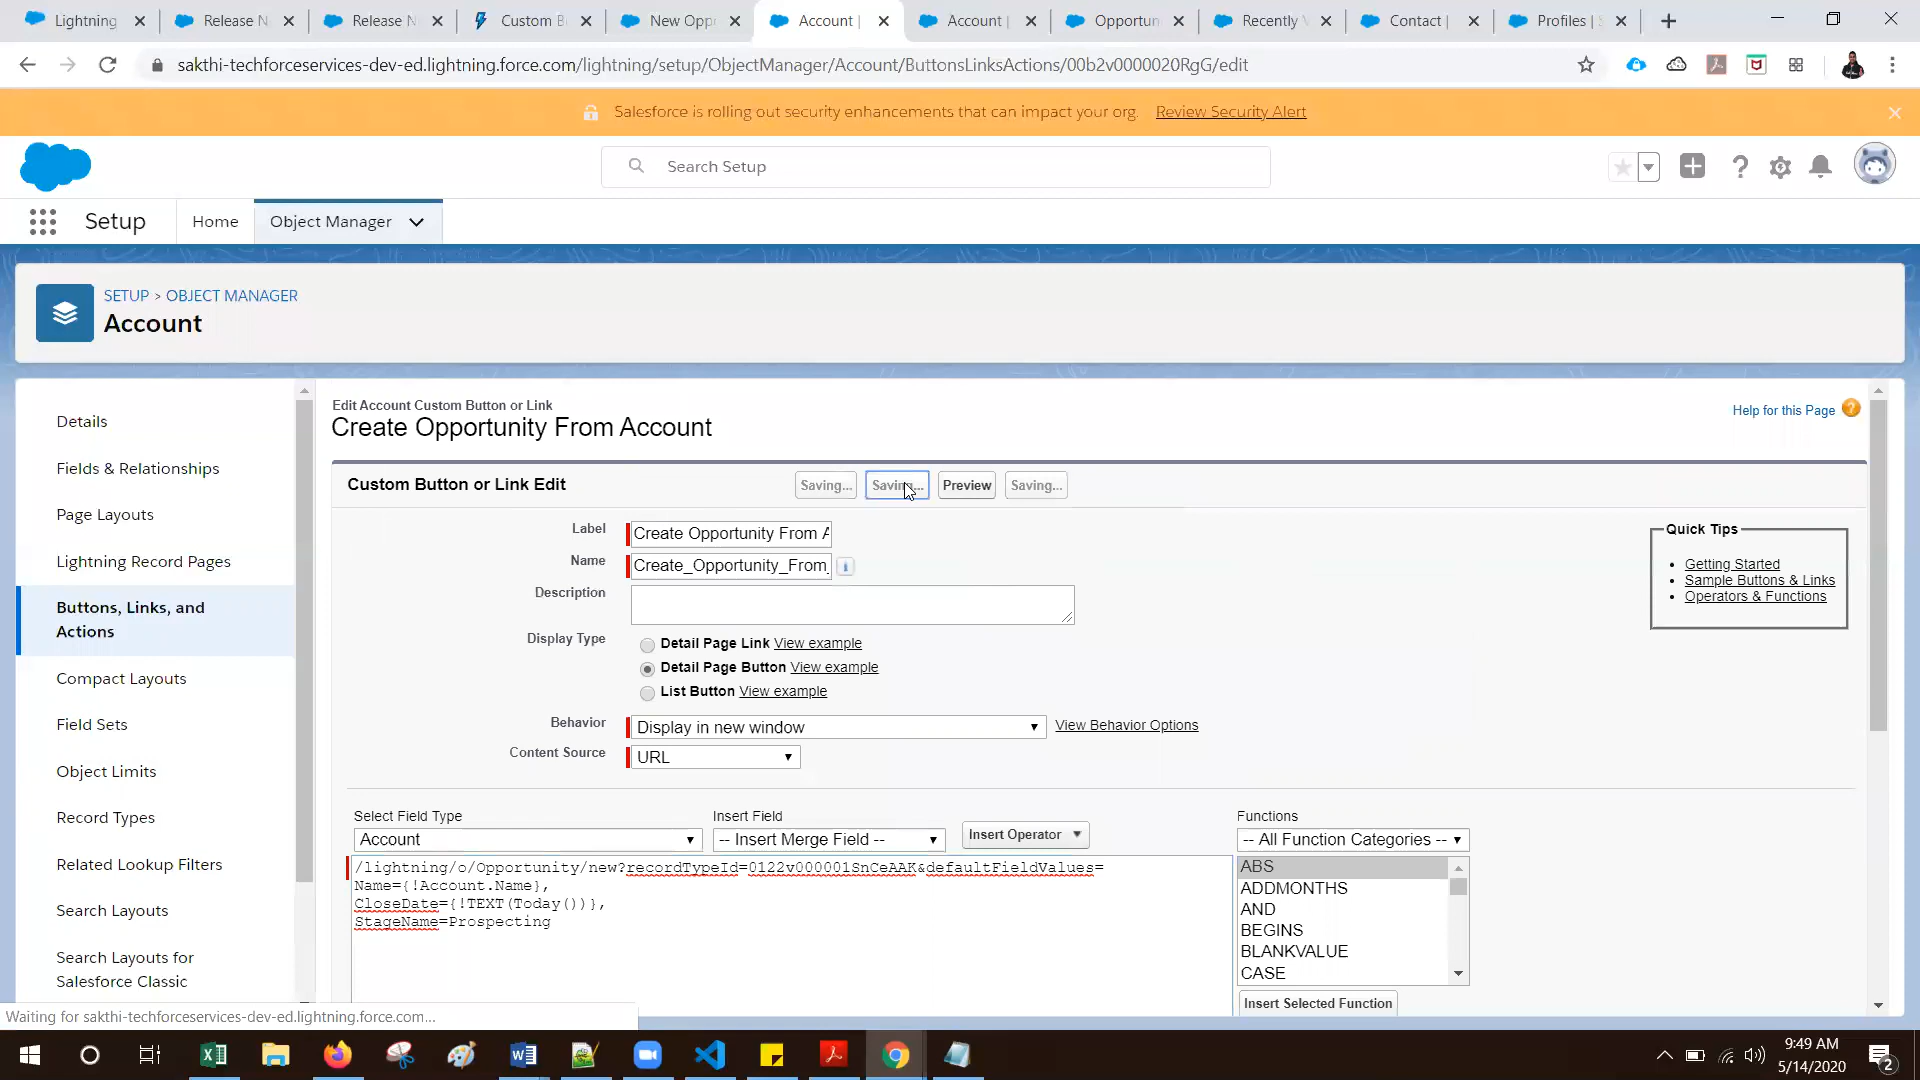 Lightning
Release N
Release N
Custom B
New Oppo
Account |
Account |
Opportun
Recently V
Contact |
Profiles | S
sakthi-techforceservices-dev-ed.lightning.force.com/lightning/setup/ObjectManager/Account/ButtonsLinksActions/00b2v0000020RgG/edit
Salesforce is rolling out security enhancements that can impact your org. Review Security Alert
Search Setup
Setup
Home
Object Manager
SETUP > OBJECT MANAGER
Account
Details
Fields & Relationships
Page Layouts
Lightning Record Pages
Buttons, Links, and
Actions
Compact Layouts
Field Sets
Object Limits
Record Types
Related Lookup Filters
Search Layouts
Search Layouts for
Salesforce Classic
Edit Account Custom Button or Link
Create Opportunity From Account
Help for this Page
Custom Button or Link Edit
Saving... Saving... Preview Saving...
Label Create Opportunity From A
Name Create_Opportunity_From_
Description
Display Type
Detail Page Link View example
Detail Page Button View example
List Button View example
Behavior Display in new window View Behavior Options
Content Source URL
Quick Tips
Getting Started
Sample Buttons & Links
Operators & Functions
Select Field Type Insert Field Functions
Account -- Insert Merge Field -- Insert Operator -- All Function Categories --
/lightning/o/Opportunity/new?recordTypeId=0122v000001SnCeAAK&defaultFieldValues=
Name={!Account.Name},
CloseDate={!TEXT(Today())},
StageName=Prospecting
ABS
ADDMONTHS
AND
BEGINS
BLANKVALUE
CASE
Insert Selected Function
Waiting for sakthi-techforceservices-dev-ed.lightning.force.com...
9:49 AM
5/14/2020
2